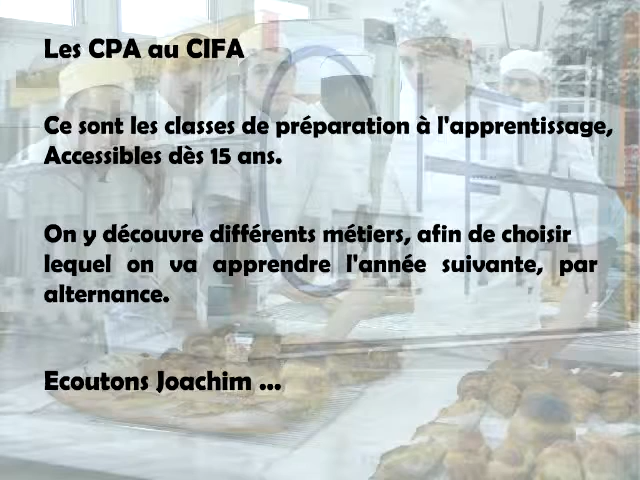 Les CPA au CIFA
Ce sont les classes de préparation à l'apprentissage,
Accessibles dès 15 ans.
On y découvre différents métiers, afin de choisir
lequel on va apprendre l'année suivante, par
alternance.
Ecoutons Joachim ...